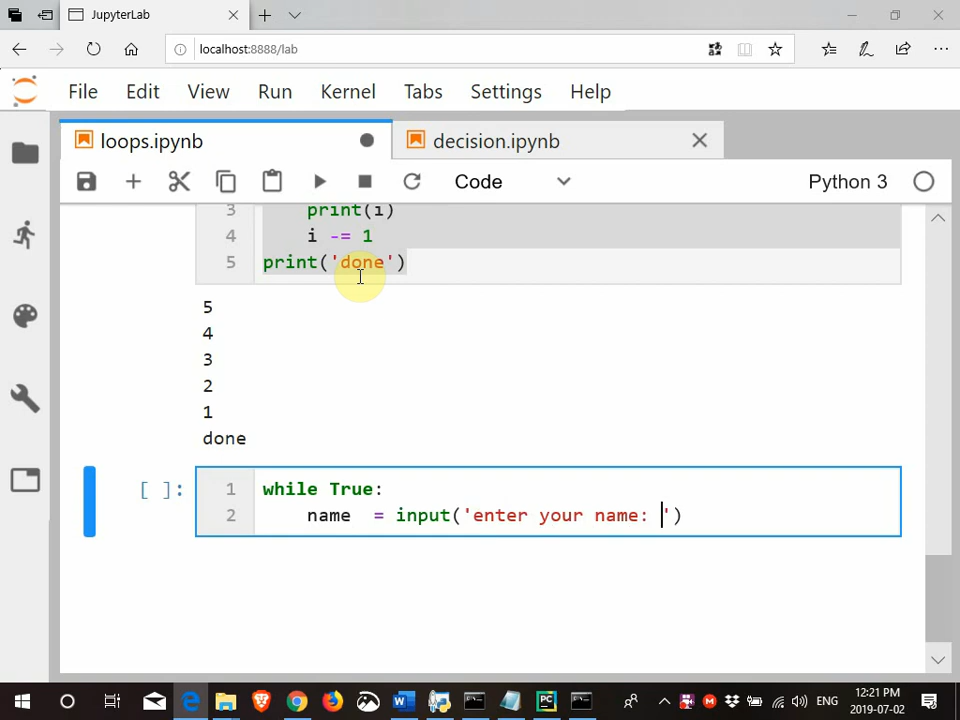 JupyterLab
localhost:8888/lab
File Edit View Run Kernel Tabs Settings Help
loops.ipynb
decision.ipynb
Code
Python 3
3 print(i)
4 i -= 1
5 print('done')
5
4
3
2
1
done
[ ]:
1 while True:
2 name  = input('enter your name: ')
W
PC
M
ENG
12:21 PM
2019-07-02